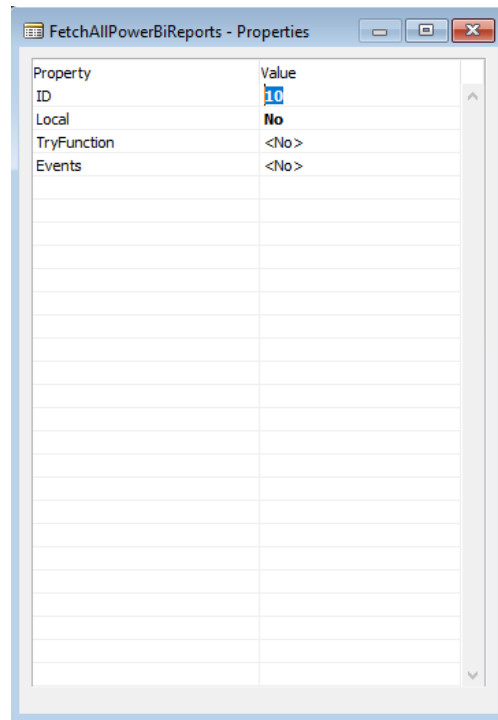 FetchAllPowerBiReports - Properties
Property Value
ID 10
Local No
TryFunction <No>
Events <No>